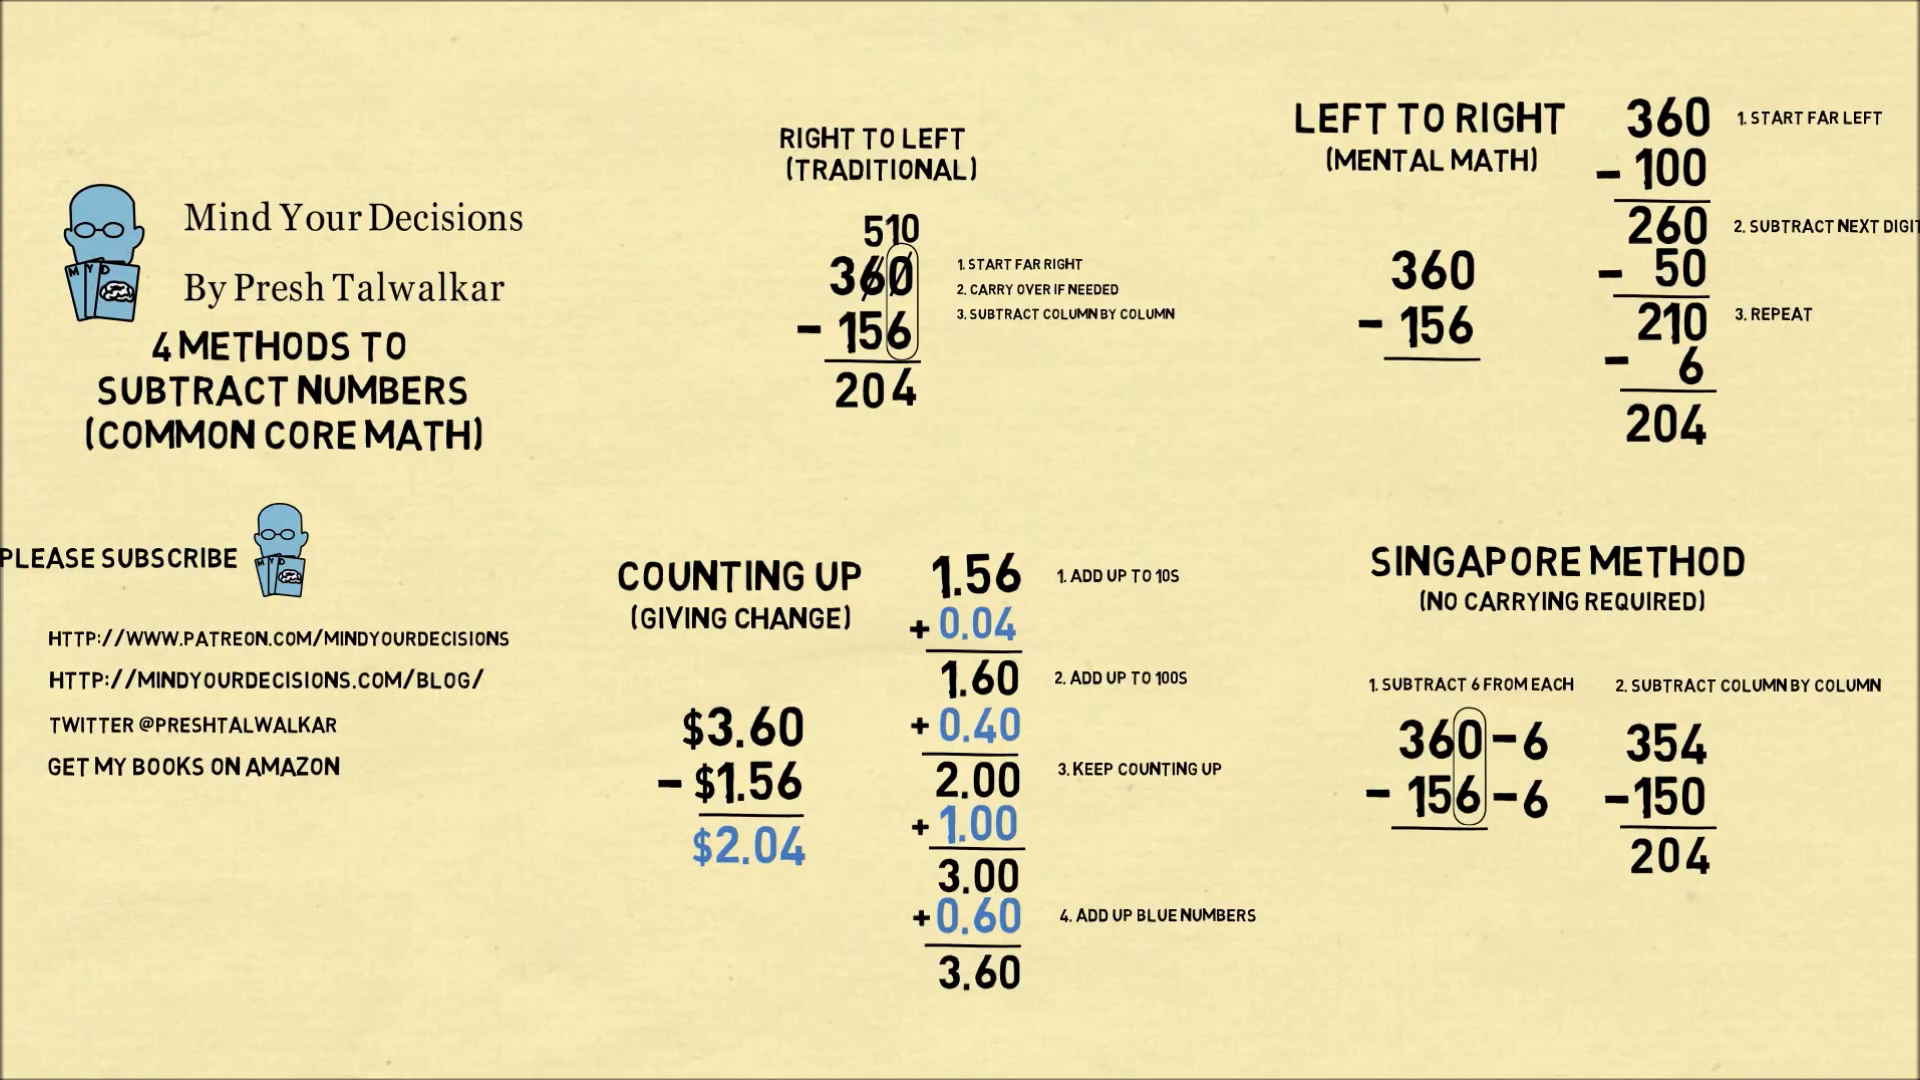 Mind Your Decisions
By Presh Talwalkar
4 METHODS TO
SUBTRACT NUMBERS
(COMMON CORE MATH)
PLEASE SUBSCRIBE
M Y D
HTTP://WWW.PATREON.COM/MINDYOURDECISIONS
HTTP://MINDYOURDECISIONS.COM/BLOG/
TWITTER @PRESHTALWALKAR
GET MY BOOKS ON AMAZON
RIGHT TO LEFT
(TRADITIONAL)
510
360
- 156
204
1. START FAR RIGHT
2. CARRY OVER IF NEEDED
3. SUBTRACT COLUMN BY COLUMN
LEFT TO RIGHT
(MENTAL MATH)
360
- 156
360
- 100
260
- 50
210
- 6
204
1. START FAR LEFT
2. SUBTRACT NEXT DIGIT
3. REPEAT
COUNTING UP
(GIVING CHANGE)
$3.60
- $1.56
$2.04
1.56
+ 0.04
1.60
+ 0.40
2.00
+ 1.00
3.00
+ 0.60
3.60
1. ADD UP TO 10S
2. ADD UP TO 100S
3. KEEP COUNTING UP
4. ADD UP BLUE NUMBERS
SINGAPORE METHOD
(NO CARRYING REQUIRED)
1. SUBTRACT 6 FROM EACH
360 - 6
- 156 - 6
2. SUBTRACT COLUMN BY COLUMN
354
-150
204